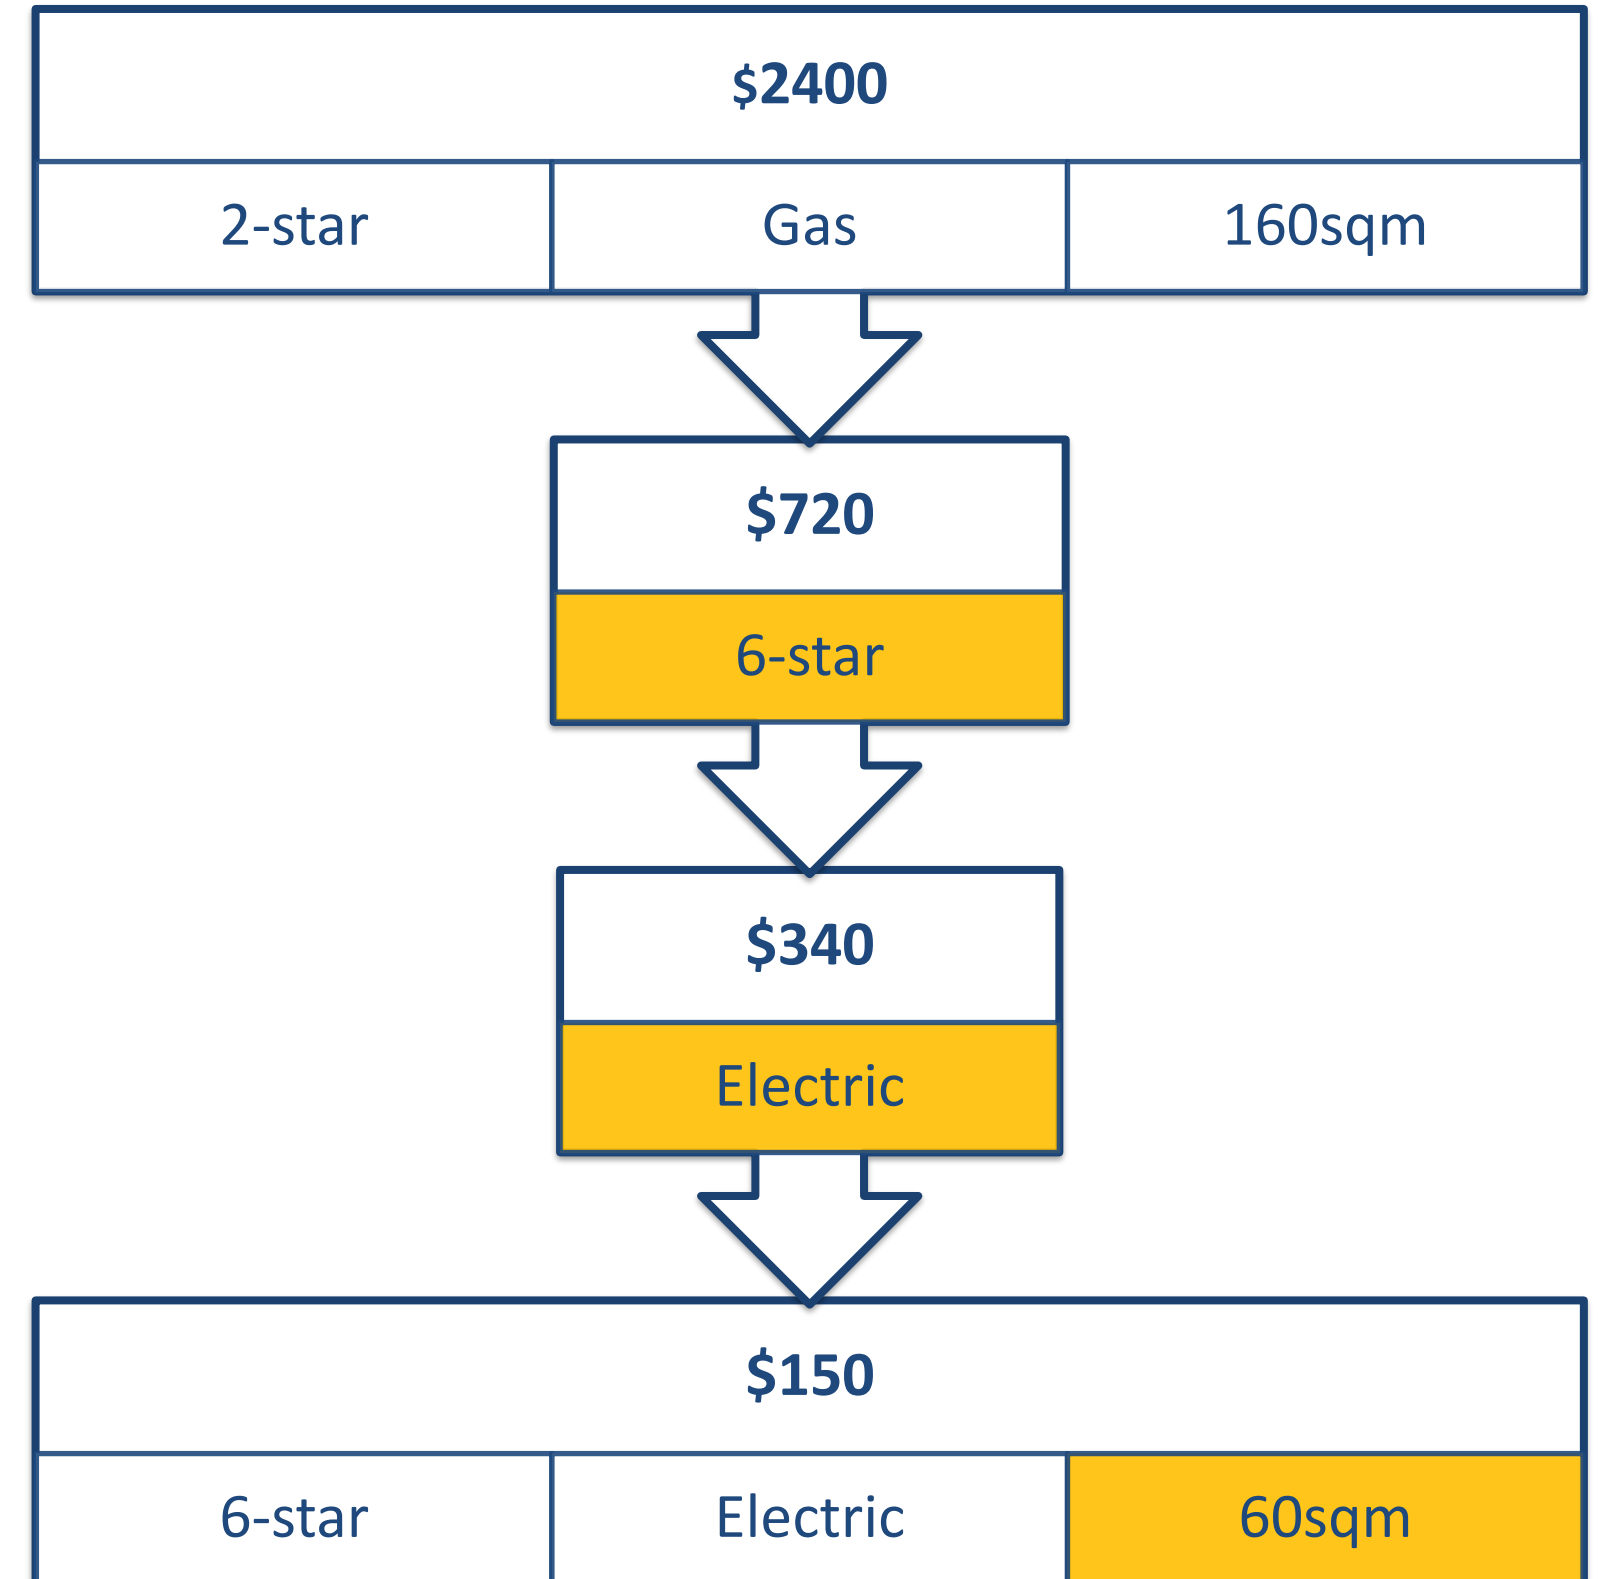 $2400
2-star Gas 160sqm
$720
6-star
$340
Electric
$150
6-star Electric 60sqm